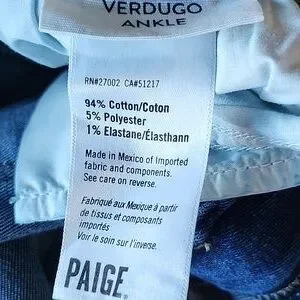 VERDUGO
ANKLE
RN#27002 CA#51217
94% Cotton/Coton
5% Polyester
1% Elastane/Élasthann
Made in Mexico of Imported
fabric and components.
See care on reverse.
Fabriqué aux Mexique à partir
de tissus et composants
importés
Voir le soin sur l'inverse.
PAIGE